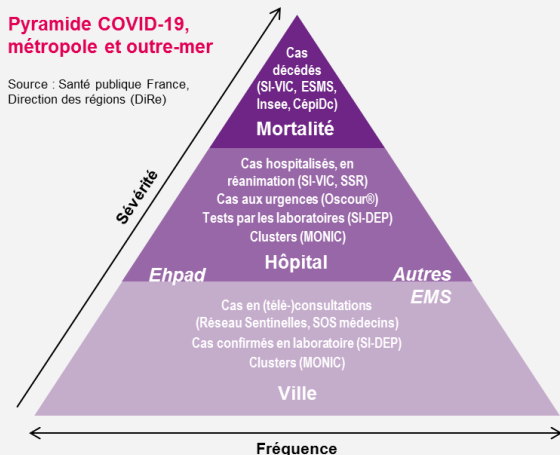 Pyramide COVID-19,
métropole et outre-mer
Source : Santé publique France,
Direction des régions (DiRe)
Sévérité
Cas
décédés
(SI-VIC, ESMS,
Insee, CépiDc)
Mortalité
Cas hospitalisés, en
réanimation (SI-VIC, SSR)
Cas aux urgences (Oscour®)
Tests par les laboratoires (SI-DEP)
Clusters (MONIC)
Hôpital
Ehpad
Autres
EMS
Cas en (télé-)consultations
(Réseau Sentinelles, SOS médecins)
Cas confirmés en laboratoire (SI-DEP)
Clusters (MONIC)
Ville
Fréquence